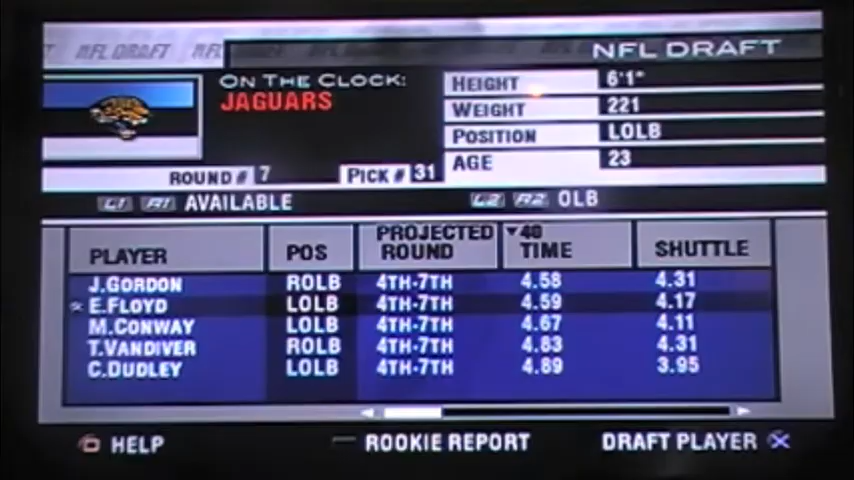 NFL DRAFT NFL DRAFT
NFL DRAFT
ON THE CLOCK:
JAGUARS
HEIGHT 6'1"
WEIGHT 221
POSITION LOLB
AGE 23
ROUND # 7 PICK # 31
L1 R1 AVAILABLE L2 R2 OLB
PLAYER POS PROJECTED ROUND 40 TIME SHUTTLE
J.GORDON ROLB 4TH-7TH 4.58 4.31
E.FLOYD LOLB 4TH-7TH 4.59 4.17
M.CONWAY LOLB 4TH-7TH 4.67 4.11
T.VANDIVER ROLB 4TH-7TH 4.83 4.31
C.DUDLEY LOLB 4TH-7TH 4.89 3.95
HELP ROOKIE REPORT DRAFT PLAYER